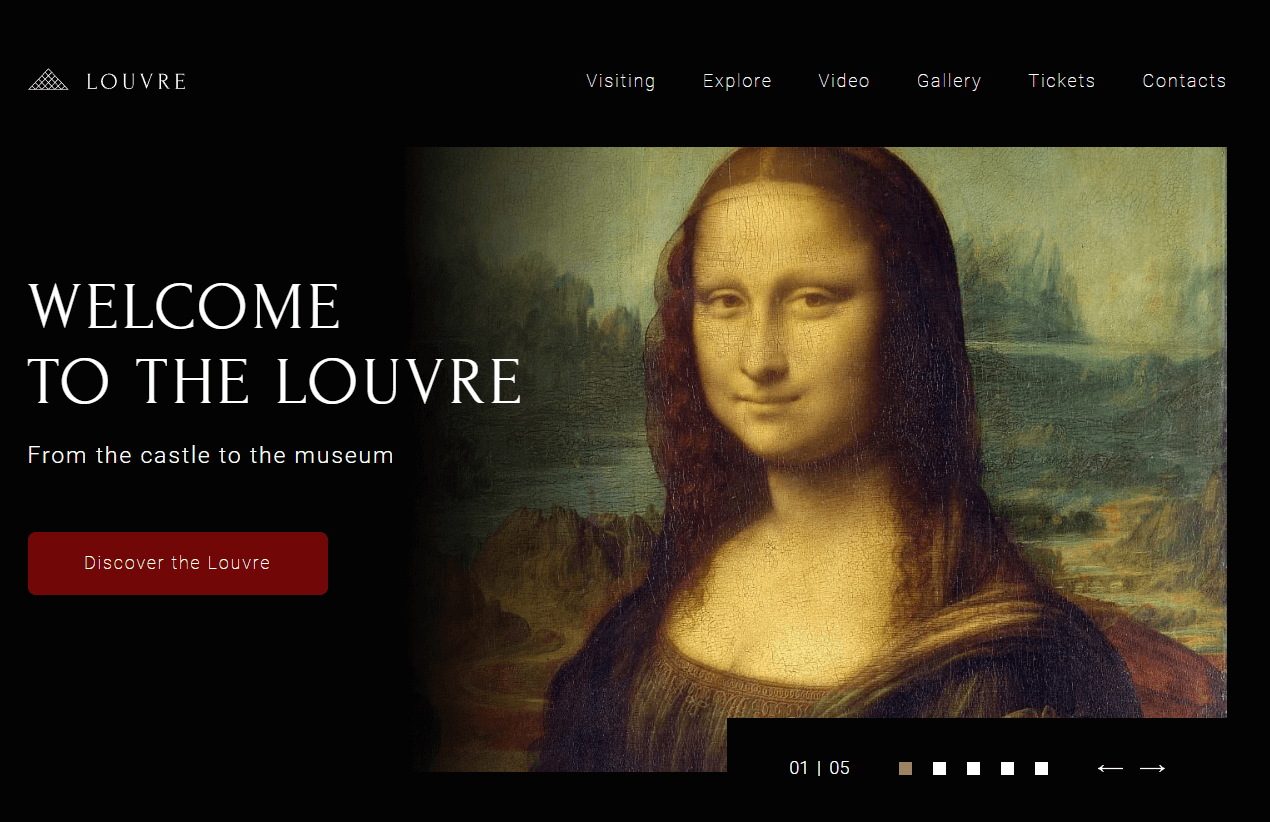 LOUVRE
Visiting Explore Video Gallery Tickets Contacts
WELCOME
TO THE LOUVRE
From the castle to the museum
Discover the Louvre
01 | 05